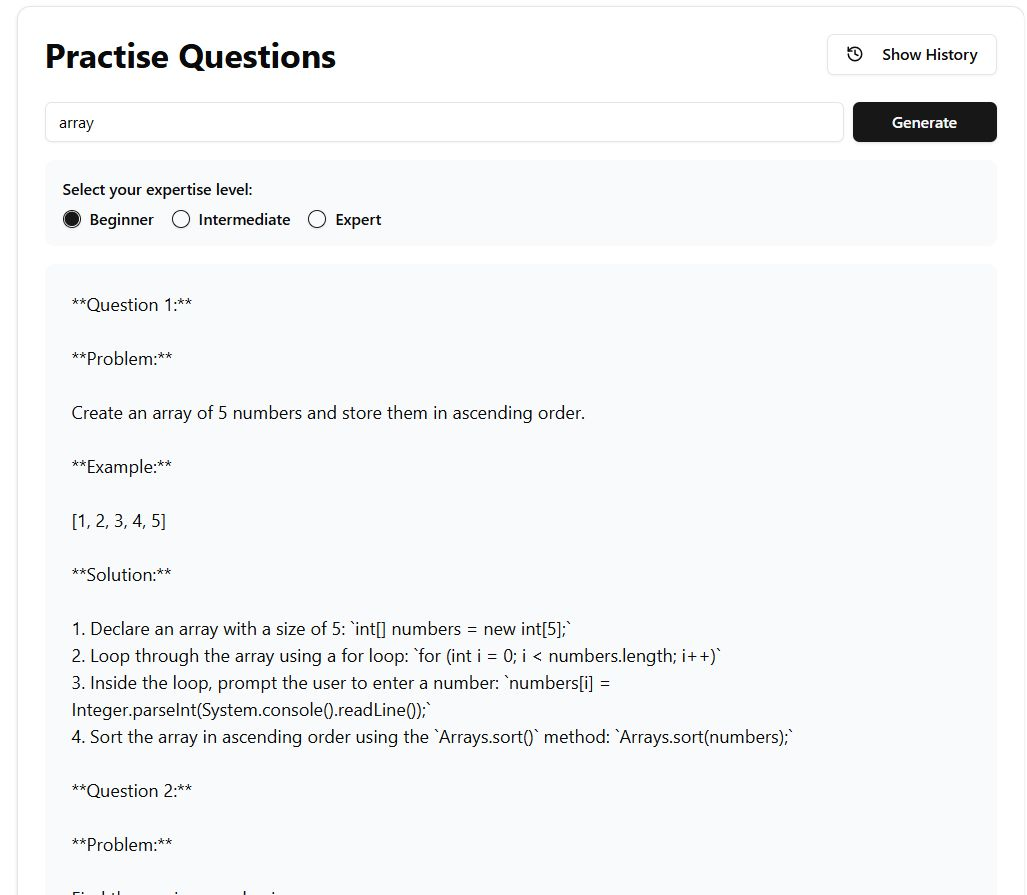 Practise Questions
Show History
array
Generate
Select your expertise level:
Beginner
Intermediate
Expert
**Question 1:**
**Problem:**
Create an array of 5 numbers and store them in ascending order.
**Example:**
[1, 2, 3, 4, 5]
**Solution:**
1. Declare an array with a size of 5: `int[] numbers = new int[5];`
2. Loop through the array using a for loop: `for (int i = 0; i < numbers.length; i++)`
3. Inside the loop, prompt the user to enter a number: `numbers[i] =
Integer.parseInt(System.console().readLine());`
4. Sort the array in ascending order using the `Arrays.sort()` method: `Arrays.sort(numbers);`
**Question 2:**
**Problem:**